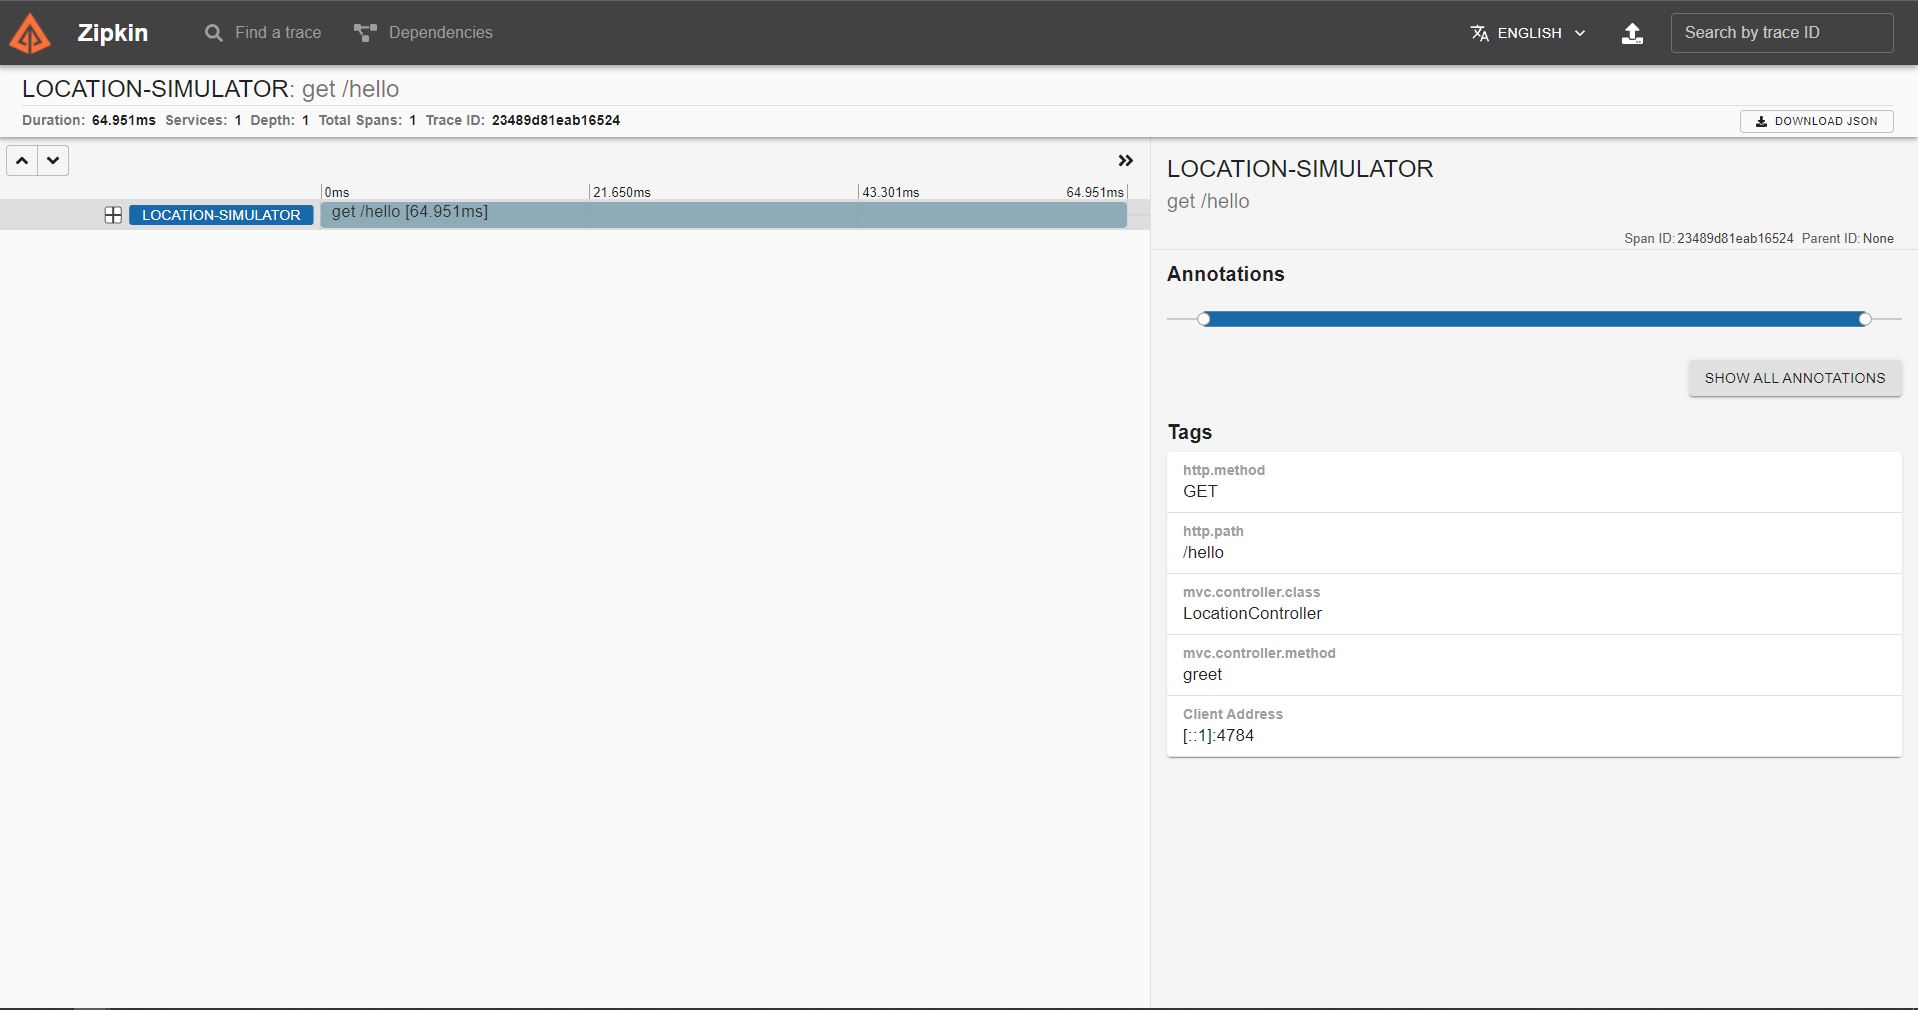 Zipkin
Find a trace
Dependencies
ENGLISH
Search by trace ID
LOCATION-SIMULATOR: get /hello
Duration: 64.951ms Services: 1 Depth: 1 Total Spans: 1 Trace ID: 23489d81eab16524
DOWNLOAD JSON
0ms 21.650ms 43.301ms 64.951ms
LOCATION-SIMULATOR get /hello [64.951ms]
LOCATION-SIMULATOR
get /hello
Span ID: 23489d81eab16524 Parent ID: None
Annotations
SHOW ALL ANNOTATIONS
Tags
http.method
GET
http.path
/hello
mvc.controller.class
LocationController
mvc.controller.method
greet
Client Address
[::1]:4784